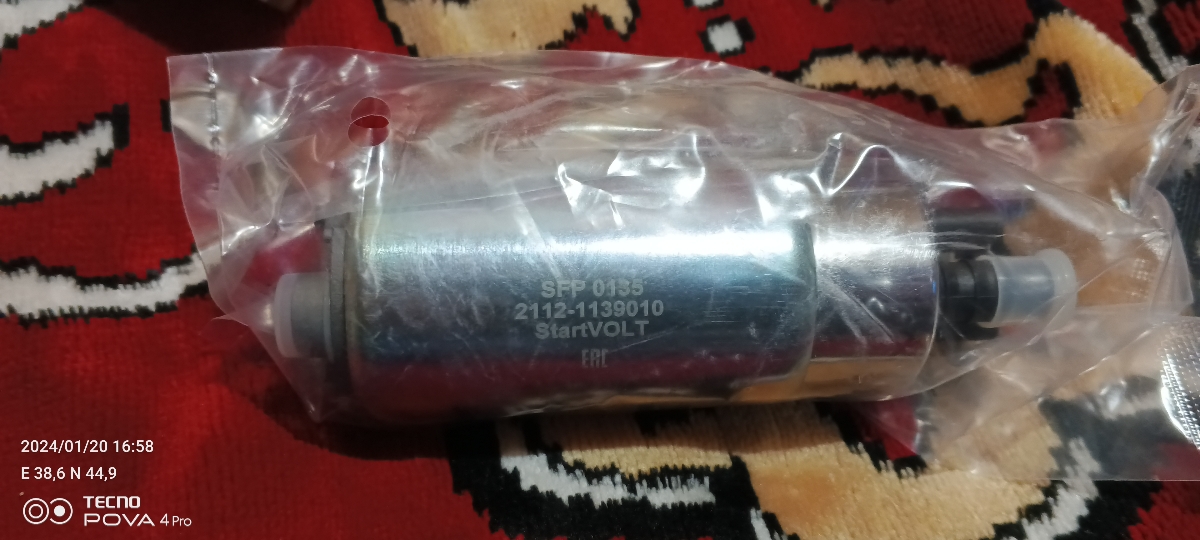 SFP 0135
2112-1139010
StartVOLT
EAC
2024/01/20 16:58
E 38,6 N 44,9
TECNO
POVA 4 Pro